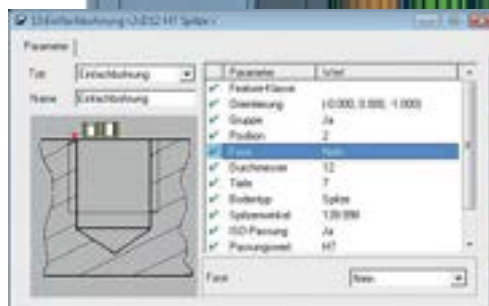 Parameter
Typ Einfachbohrung
Name Einfachbohrung
Parameter Wert
Feature-Klasse
Orientierung (-0.000, 0.000, -1.000)
Gruppe Ja
Position 2
Fase Nein
Durchmesser 12
Tiefe 7
Bodentyp Spitze
Spitzenwinkel
ISO-Passung Ja
Passungswert H7
Fase Nein